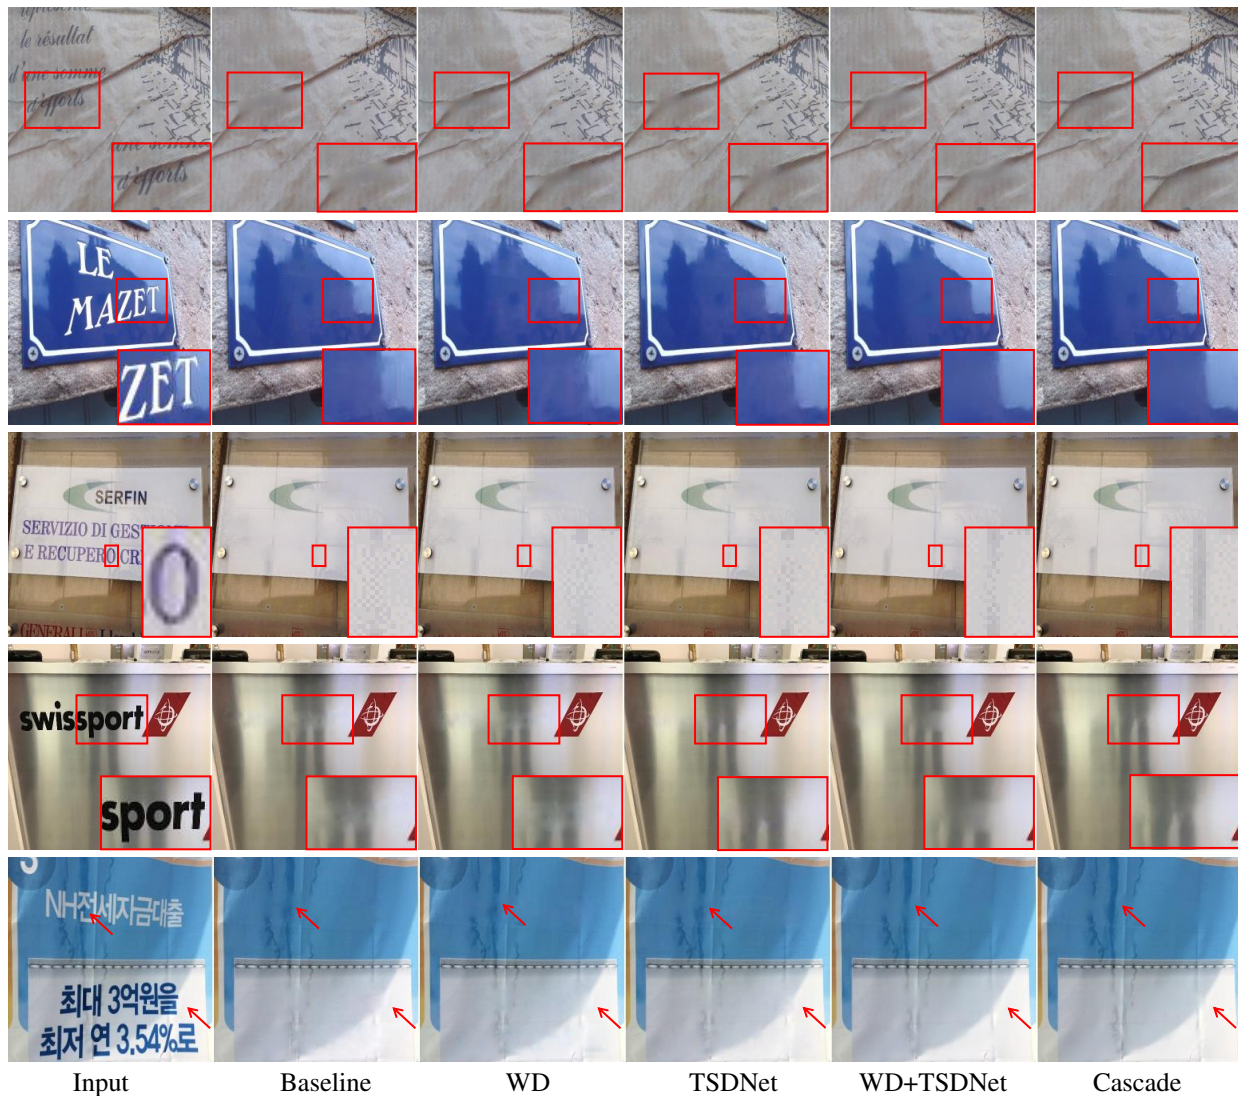 le résultat
d'une somme
d'efforts
une somme
d'efforts
LE
MAZET
ZET
SERFIN
SERVIZIO DI
E RECUPERO
O
GENERALI
swissport
sport
NH전세자금대출
최대 3억원을
최저 연 3.54%로
Input Baseline WD TSDNet WD+TSDNet Cascade